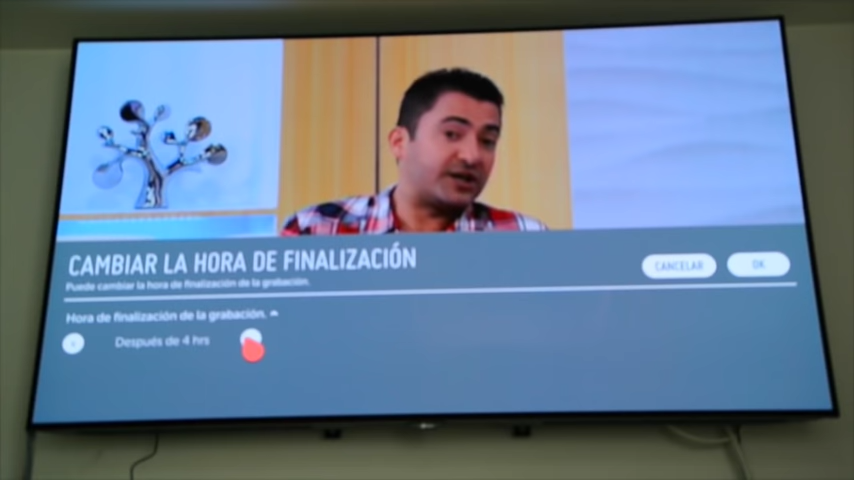 CAMBIAR LA HORA DE FINALIZACIÓN
Puede cambiar la hora de finalización de la grabación.
CANCELAR
OK
Hora de finalización de la grabación.
Después de 4 hrs